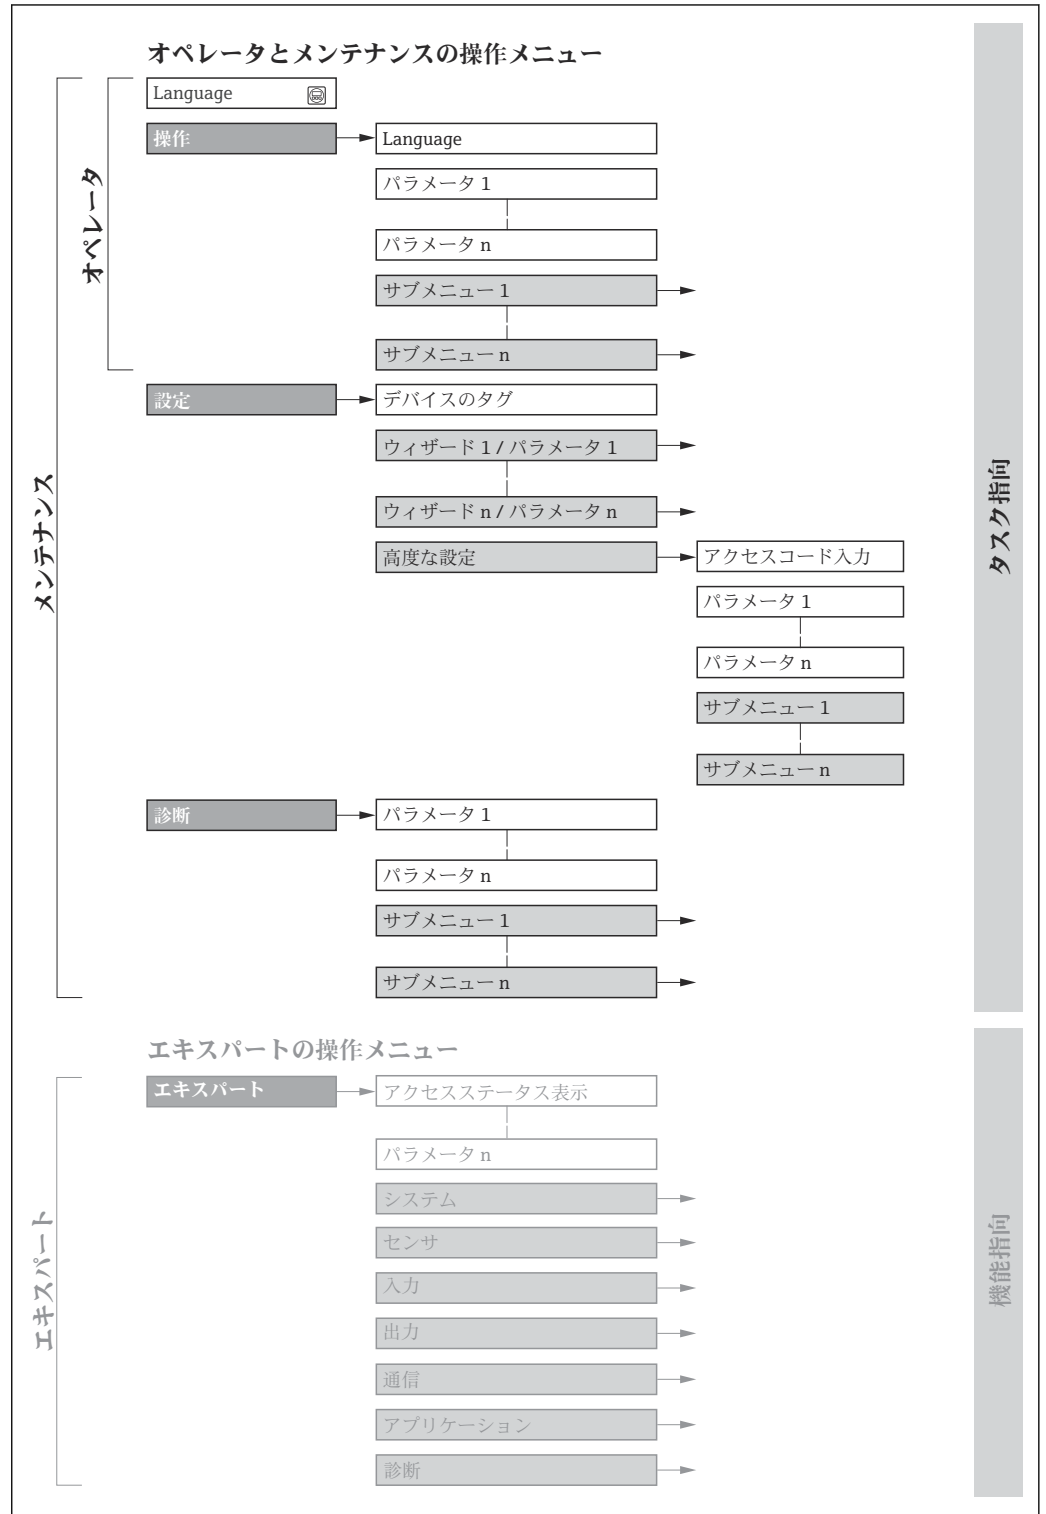 オペレータとメンテナンスの操作メニュー
メンテナンス
オペレータ
タスク指向
Language
操作
Language
パラメータ 1
パラメータ n
サブメニュー 1
サブメニュー n
設定
デバイスのタグ
ウィザード 1 / パラメータ 1
ウィザード n / パラメータ n
高度な設定
アクセスコード入力
パラメータ 1
パラメータ n
サブメニュー 1
サブメニュー n
診断
パラメータ 1
パラメータ n
サブメニュー 1
サブメニュー n
エキスパートの操作メニュー
エキスパート
機能指向
エキスパート
アクセスステータス表示
パラメータ n
システム
センサ
入力
出力
通信
アプリケーション
診断